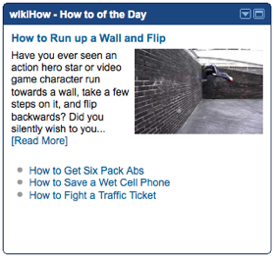 wikiHow - How to of the Day
How to Run up a Wall and Flip
Have you ever seen an
action hero star or video
game character run
towards a wall, take a few
steps on it, and flip
backwards? Did you
silently wish to you...
[Read More]
How to Get Six Pack Abs
How to Save a Wet Cell Phone
How to Fight a Traffic Ticket